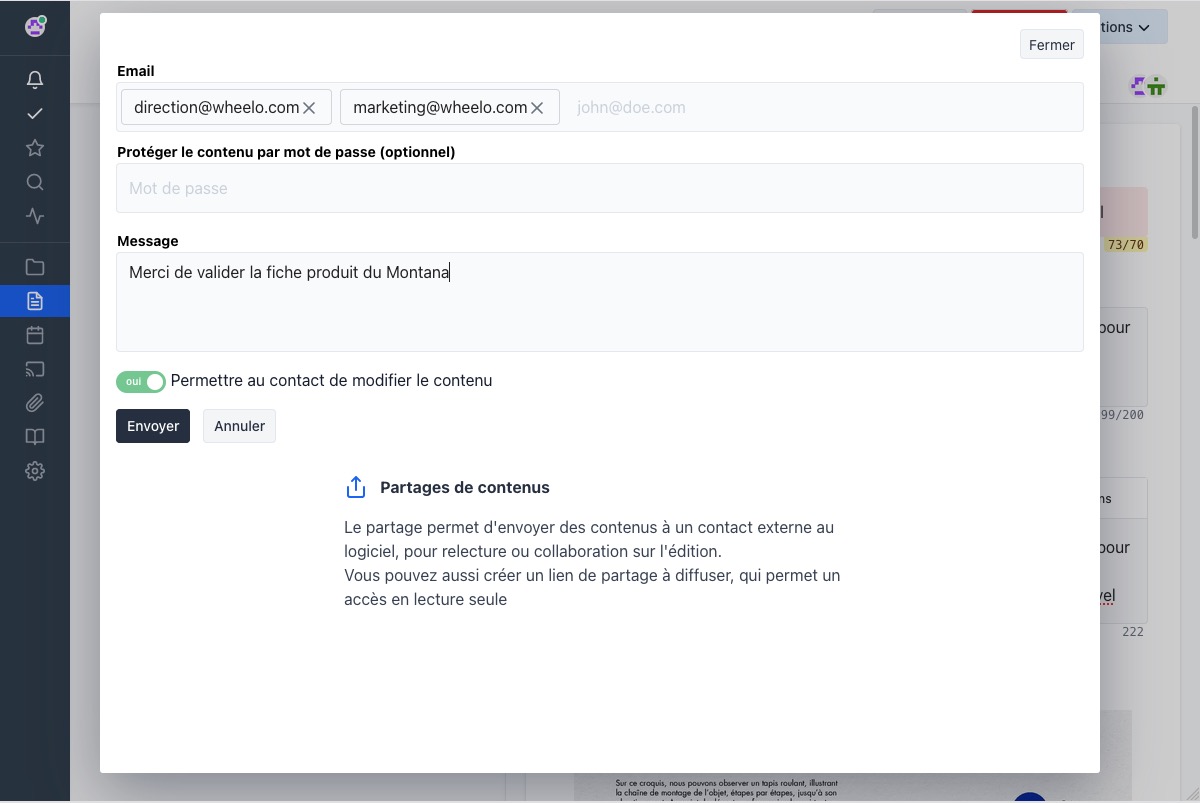 tions
Fermer
Email
direction@wheelo.com
marketing@wheelo.com
john@doe.com
Protéger le contenu par mot de passe (optionnel)
Mot de passe
73/70
Message
Merci de valider la fiche produit du Montana
pour
oui Permettre au contact de modifier le contenu
99/200
Envoyer
Annuler
Partages de contenus
ns
Le partage permet d'envoyer des contenus à un contact externe au
logiciel, pour relecture ou collaboration sur l'édition.
pour
Vous pouvez aussi créer un lien de partage à diffuser, qui permet un
accès en lecture seule
vel
222
Sur ce croquis, nous pouvons observer un tapis roulant, illustrant
la chaîne de montage de l'objet, étapes par étapes, jusqu'à son